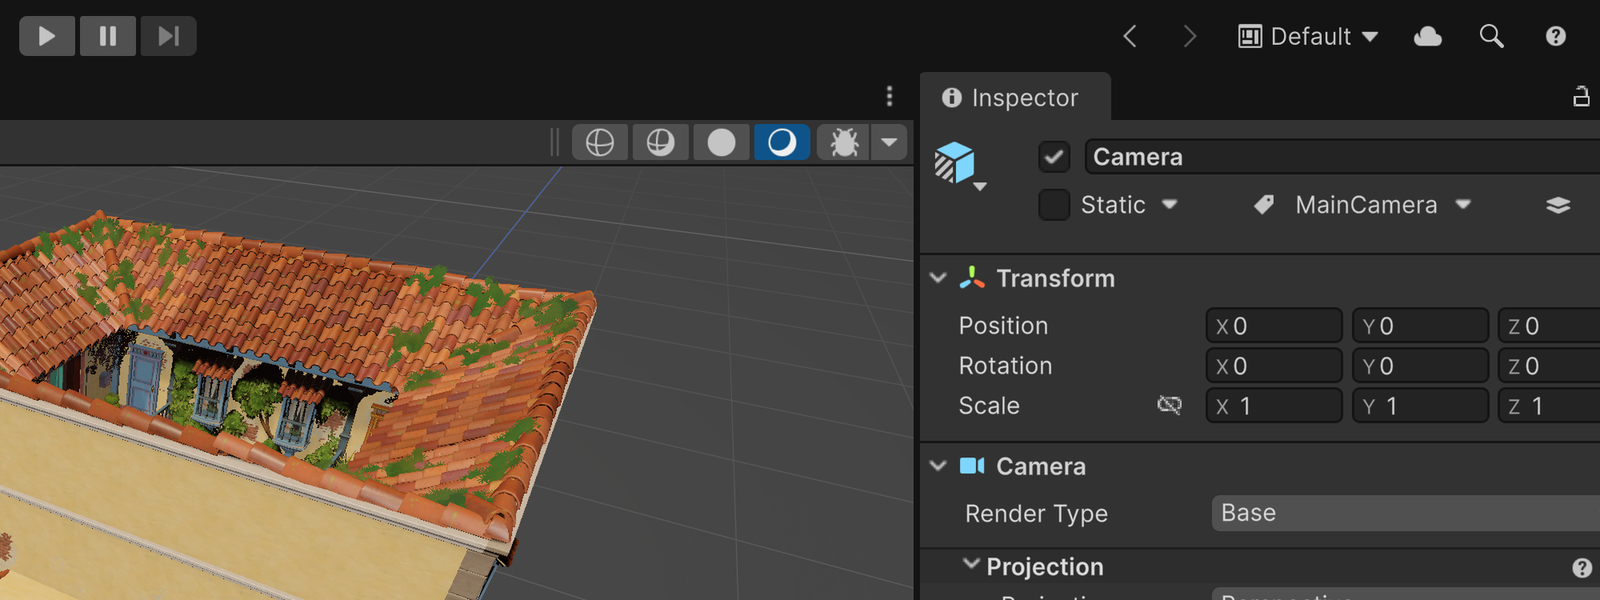 Default
Inspector
Camera
Static MainCamera
Transform
Position X 0 Y 0 Z 0
Rotation X 0 Y 0 Z 0
Scale X 1 Y 1 Z 1
Camera
Render Type Base
Projection